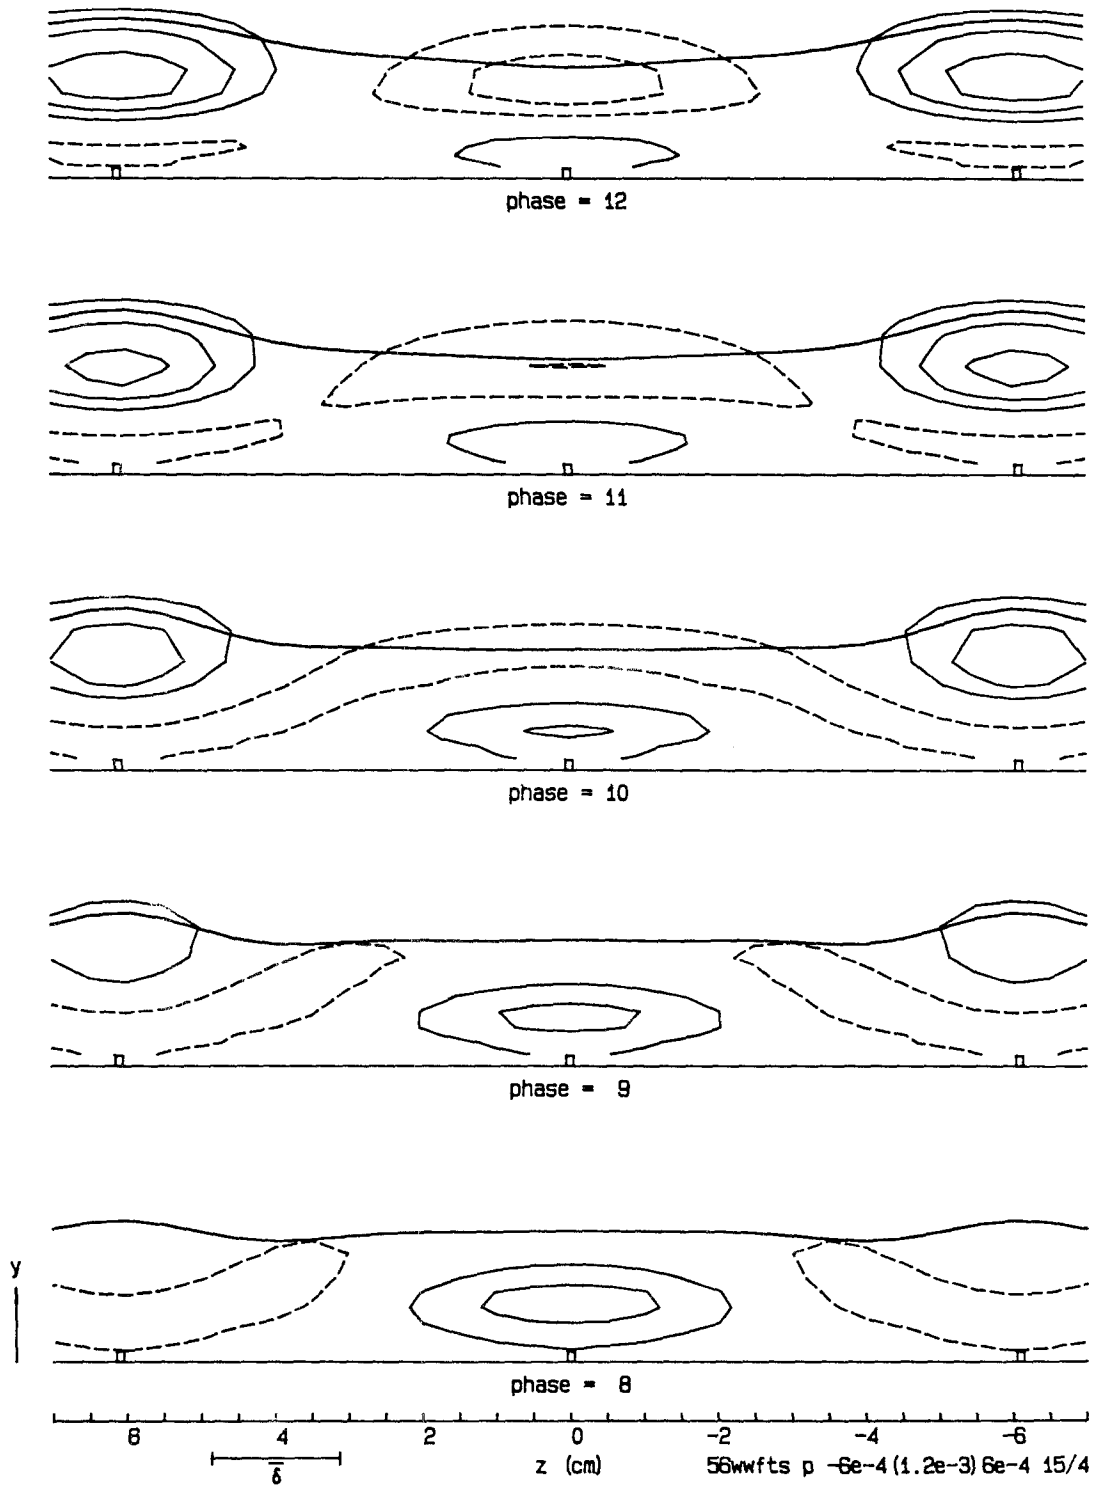 phase = 12
phase = 11
phase = 10
phase = 9
y
phase = 8
6 4 2 0 -2 -4 -6
δ̅ z (cm) 56wwfts p -6e-4(1.2e-3)6e-4 15/4